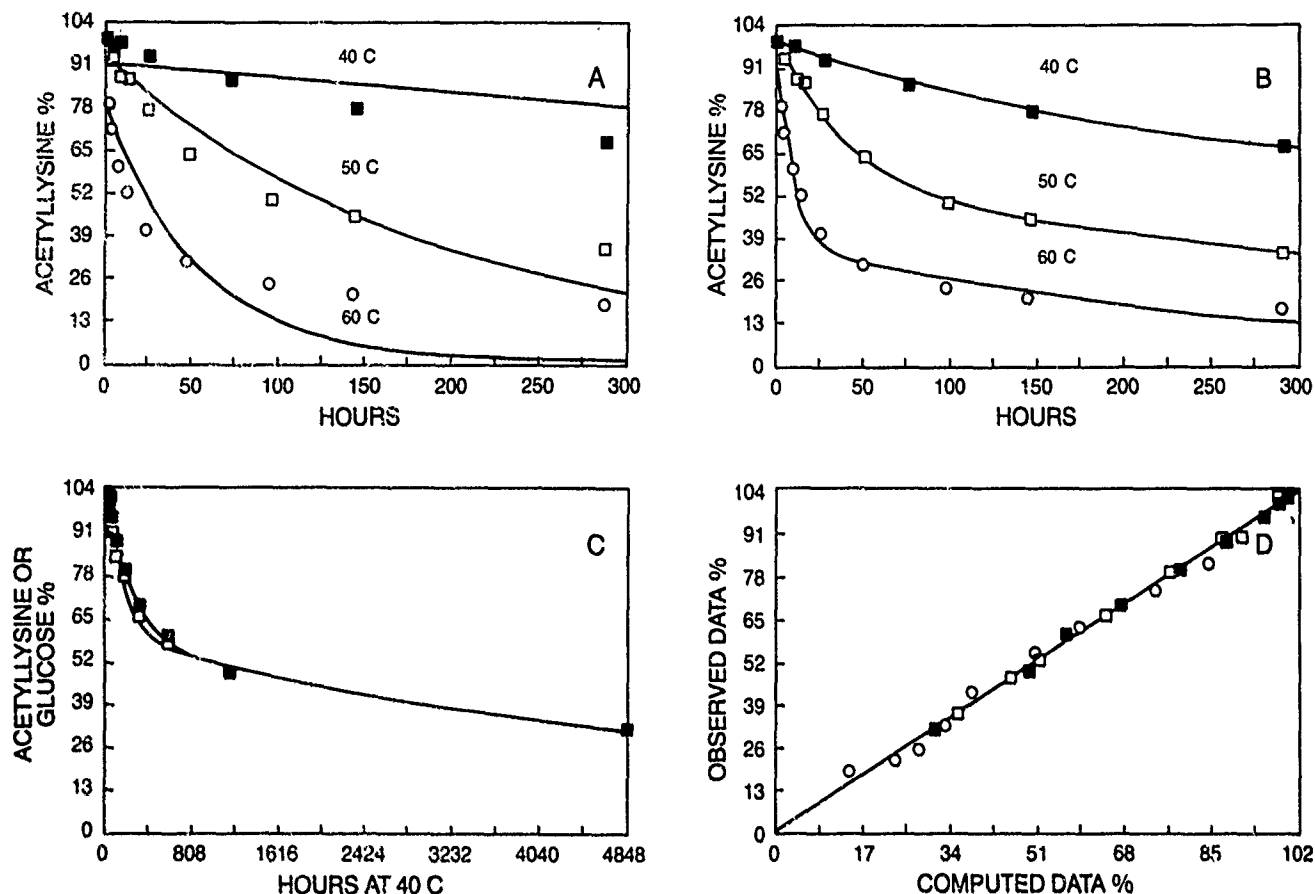 104
91
78
65
52
39
26
13
0
ACETYLLYSINE %
40 C
A
50 C
60 C
0 50 100 150 200 250 300
HOURS
104
91
78
65
52
39
26
13
0
ACETYLLYSINE %
40 C
B
50 C
60 C
0 50 100 150 200 250 300
HOURS
104
91
78
65
52
39
26
13
0
ACETYLLYSINE OR
GLUCOSE %
C
0 808 1616 2424 3232 4040 4848
HOURS AT 40 C
104
91
78
65
52
39
26
13
0
OBSERVED DATA %
D
0 17 34 51 68 85 102
COMPUTED DATA %